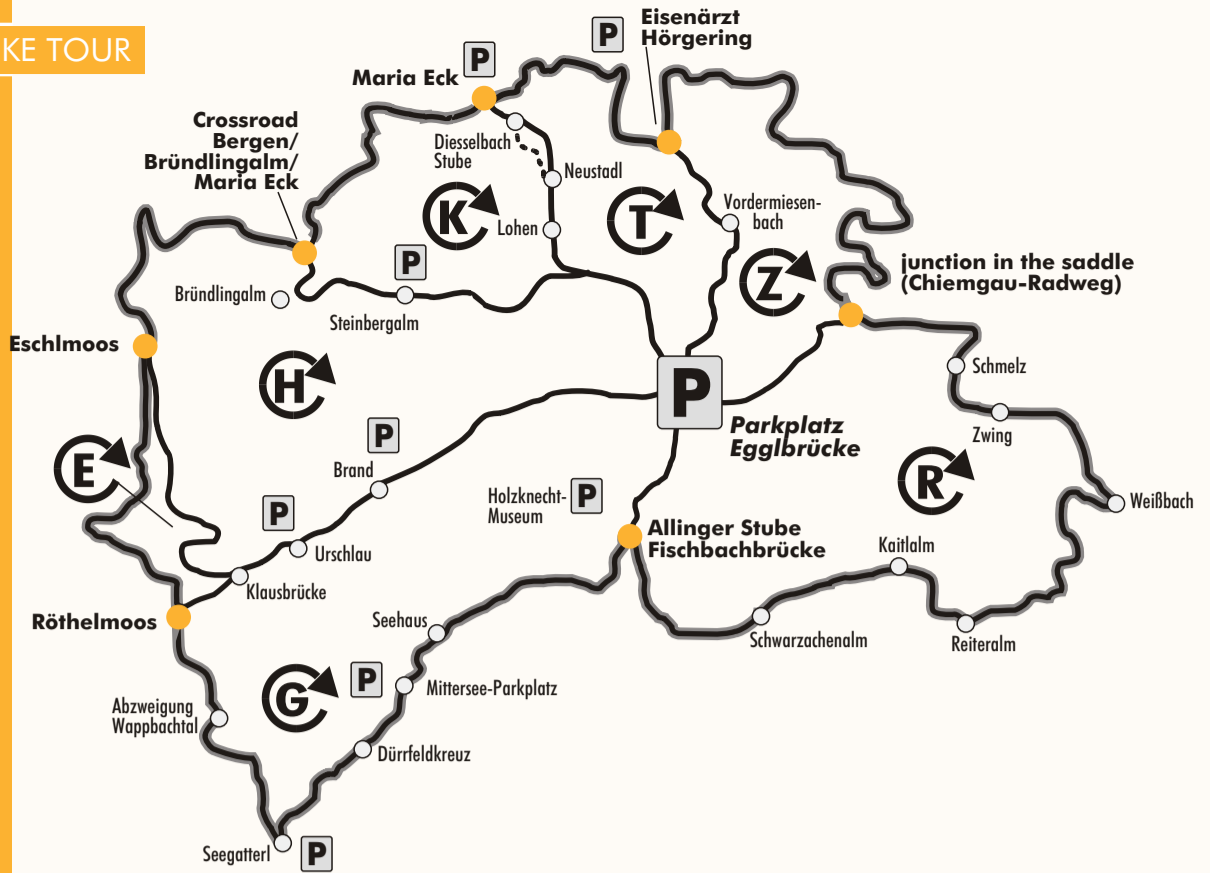 KE TOUR
P
Eisenärzt
Hörgering
P
Maria Eck
Crossroad
Bergen/
Bründlingalm/
Maria Eck
Diesselbach
Stube
Neustadl
K
T
Lohen
Vordermiesen-
bach
P
Z
junction in the saddle
(Chiemgau-Radweg)
Bründlingalm
Steinbergalm
Eschlmoos
H
P
Parkplatz
Egglbrücke
Schmelz
Zwing
P
Brand
E
R
Holzknecht-
Museum
P
Weißbach
P
Urschlau
Allinger Stube
Fischbachbrücke
Kaitlalm
Klausbrücke
Röthelmoos
Seehaus
Schwarzachenalm
Reiteralm
G
P
Mittersee-Parkplatz
Abzweigung
Wappbachtal
Dürrfeldkreuz
Seegatterl
P